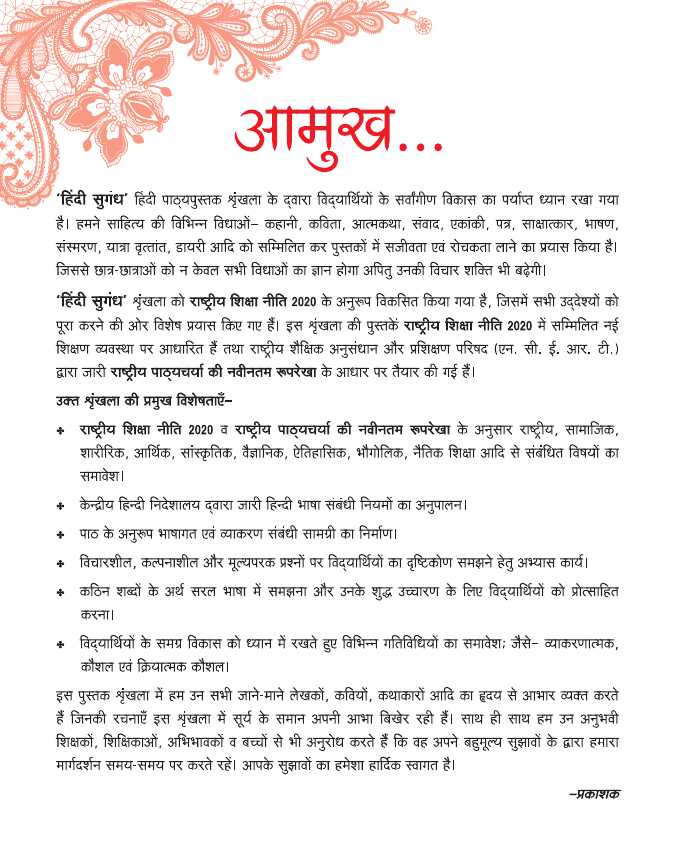 आमुख...
‘हिंदी सुगंध’ हिंदी पाठ्यपुस्तक शृंखला के द्वारा विद्यार्थियों के सर्वांगीण विकास का पर्याप्त ध्यान रखा गया
है। हमने साहित्य की विभिन्न विधाओं– कहानी, कविता, आत्मकथा, संवाद, एकांकी, पत्र, साक्षात्कार, भाषण,
संस्मरण, यात्रा वृत्तांत, डायरी आदि को सम्मिलित कर पुस्तकों में सजीवता एवं रोचकता लाने का प्रयास किया है।
जिससे छात्र-छात्राओं को न केवल सभी विधाओं का ज्ञान होगा अपितु उनकी विचार शक्ति भी बढ़ेगी।
‘हिंदी सुगंध’ शृंखला को राष्ट्रीय शिक्षा नीति 2020 के अनुरूप विकसित किया गया है, जिसमें सभी उद्देश्यों को
पूरा करने की ओर विशेष प्रयास किए गए हैं। इस शृंखला की पुस्तकें राष्ट्रीय शिक्षा नीति 2020 में सम्मिलित नई
शिक्षण व्यवस्था पर आधारित हैं तथा राष्ट्रीय शैक्षिक अनुसंधान और प्रशिक्षण परिषद (एन. सी. ई. आर. टी.)
द्वारा जारी राष्ट्रीय पाठ्यचर्या की नवीनतम रूपरेखा के आधार पर तैयार की गई हैं।
उक्त शृंखला की प्रमुख विशेषताएँ–
✤ राष्ट्रीय शिक्षा नीति 2020 व राष्ट्रीय पाठ्यचर्या की नवीनतम रूपरेखा के अनुसार राष्ट्रीय, सामाजिक,
शारीरिक, आर्थिक, सांस्कृतिक, वैज्ञानिक, ऐतिहासिक, भौगोलिक, नैतिक शिक्षा आदि से संबंधित विषयों का
समावेश।
✤ केन्द्रीय हिन्दी निदेशालय द्वारा जारी हिन्दी भाषा संबंधी नियमों का अनुपालन।
✤ पाठ के अनुरूप भाषागत एवं व्याकरण संबंधी सामग्री का निर्माण।
✤ विचारशील, कल्पनाशील और मूल्यपरक प्रश्नों पर विद्यार्थियों का दृष्टिकोण समझने हेतु अभ्यास कार्य।
✤ कठिन शब्दों के अर्थ सरल भाषा में समझना और उनके शुद्ध उच्चारण के लिए विद्यार्थियों को प्रोत्साहित
करना।
✤ विद्यार्थियों के समग्र विकास को ध्यान में रखते हुए विभिन्न गतिविधियों का समावेश; जैसे– व्याकरणात्मक,
कौशल एवं क्रियात्मक कौशल।
इस पुस्तक शृंखला में हम उन सभी जाने-माने लेखकों, कवियों, कथाकारों आदि का हृदय से आभार व्यक्त करते
हैं जिनकी रचनाएँ इस शृंखला में सूर्य के समान अपनी आभा बिखेर रही हैं। साथ ही साथ हम उन अनुभवी
शिक्षकों, शिक्षिकाओं, अभिभावकों व बच्चों से भी अनुरोध करते हैं कि वह अपने बहुमूल्य सुझावों के द्वारा हमारा
मार्गदर्शन समय-समय पर करते रहें। आपके सुझावों का हमेशा हार्दिक स्वागत है।
–प्रकाशक